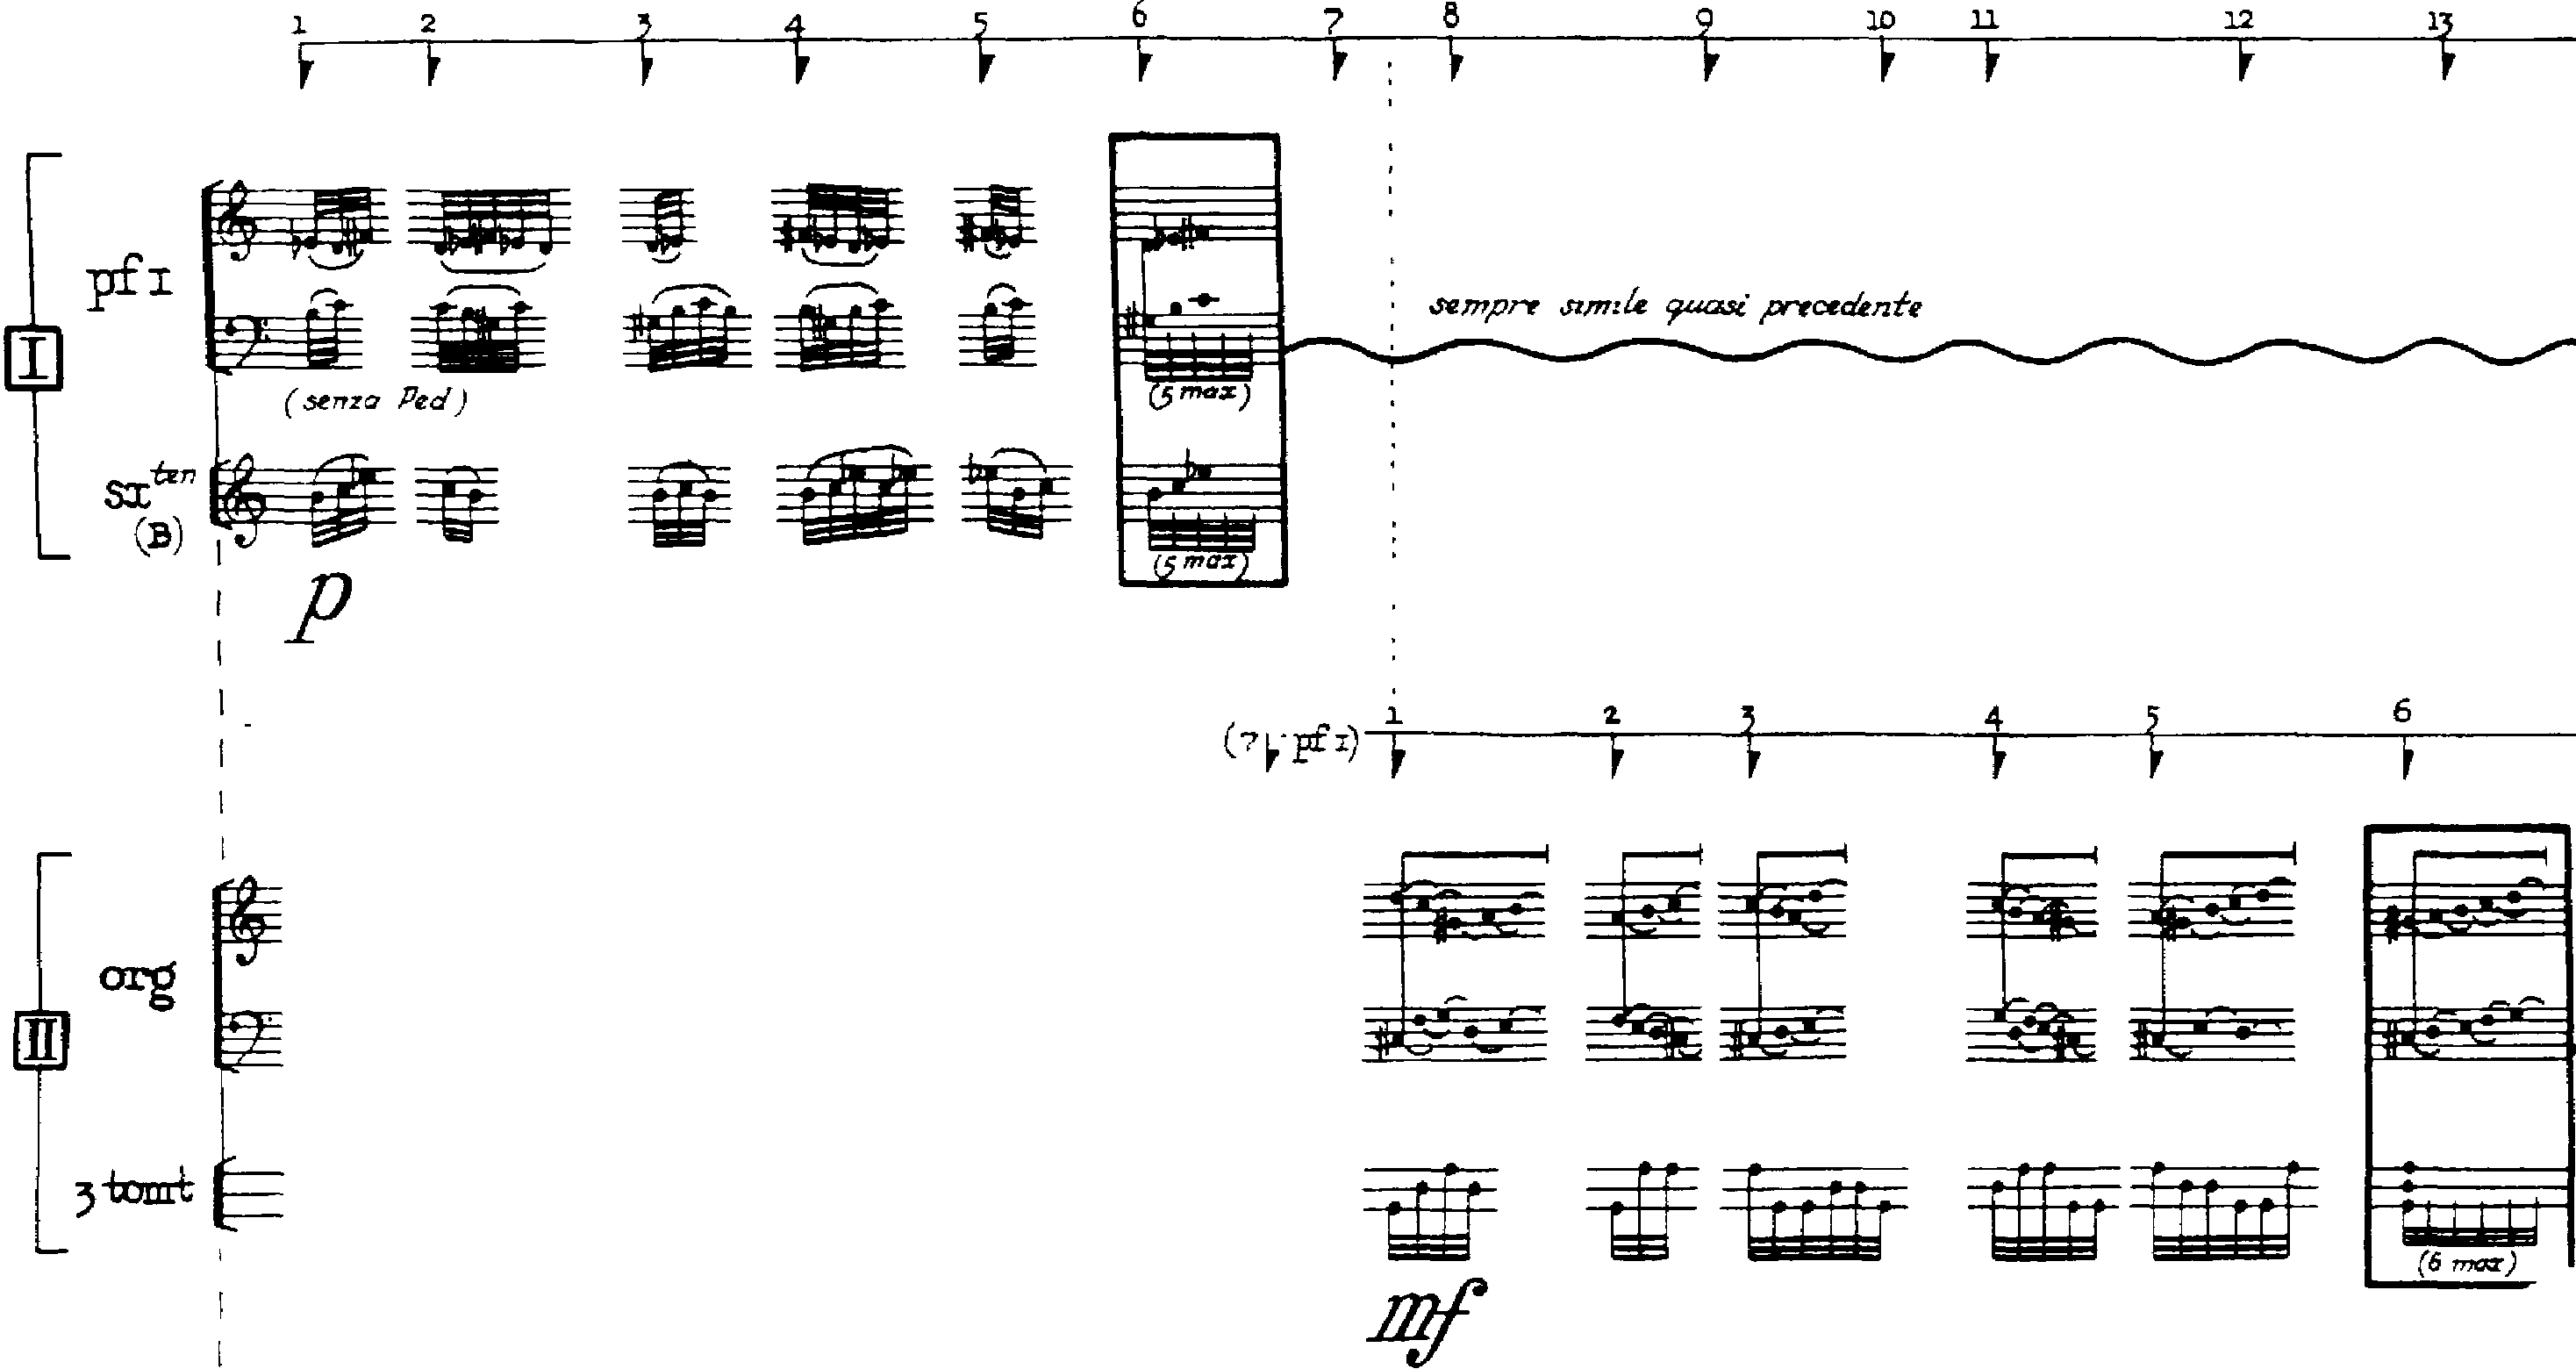 1 2 3 4 5 6 7 8 9 10 11 12 13
pf I
I
sempre simile quasi precedente
(senza Ped)
(5 max)
sx ten
(B)
(5 max)
p
(7 pf I) 1 2 3 4 5 6
org
II
3 tomt
(6 max)
mf